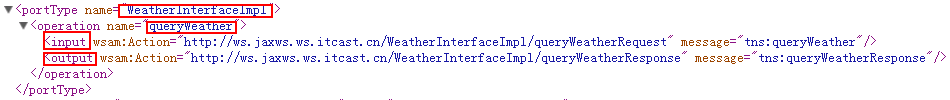 <portType name="WeatherInterfaceImpl">
<operation name="queryWeather">
<input wsam:Action="http://ws.jaxws.ws.itcast.cn/WeatherInterfaceImpl/queryWeatherRequest" message="tns:queryWeather"/>
<output wsam:Action="http://ws.jaxws.ws.itcast.cn/WeatherInterfaceImpl/queryWeatherResponse" message="tns:queryWeatherResponse"/>
</operation>
</portType>